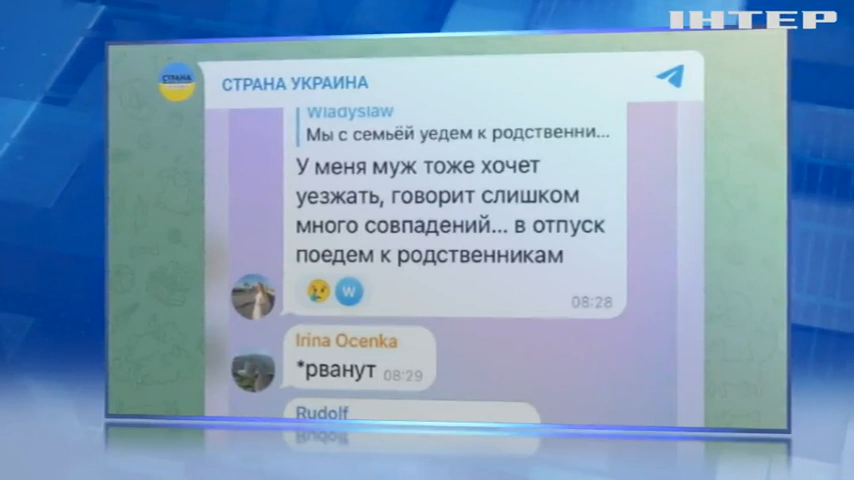 ІНТЕР
СТРАНА
СТРАНА УКРАИНА
Wladyslaw
Мы с семьёй уедем к родственни...
У меня муж тоже хочет
уезжать, говорит слишком
много совпадений... в отпуск
поедем к родственникам
W
08:28
Irina Ocenka
*рванут 08:29
Rudolf